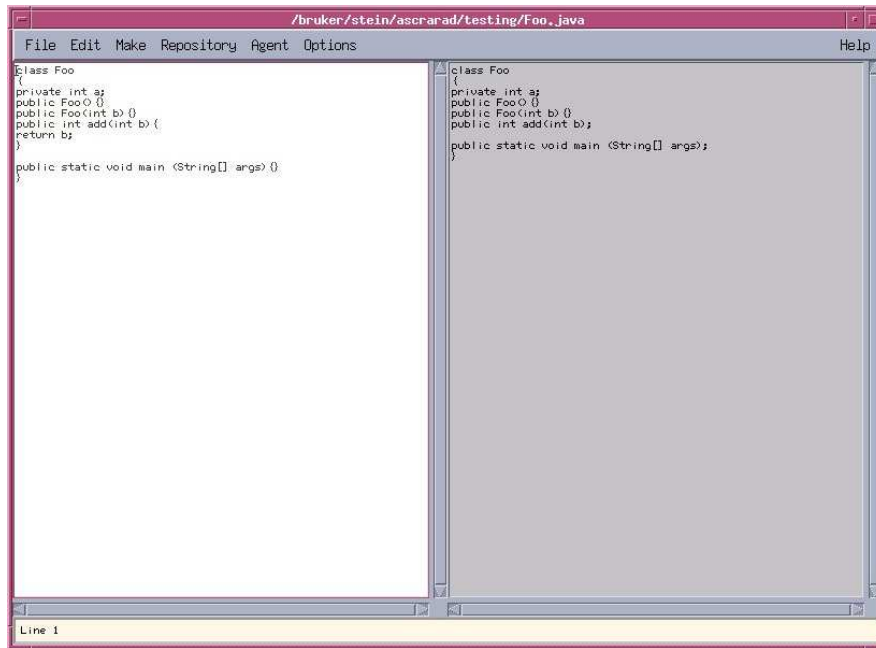 /bruker/stein/ascrarad/testing/Foo.java
File Edit Make Repository Agent Options Help
class Foo
{
private int a;
public Foo() {}
public Foo(int b) {}
public int add(int b) {
return b;
}
public static void main (String[] args) {}
}
class Foo
{
private int a;
public Foo() {}
public Foo(int b) {}
public int add(int b);
public static void main (String[] args);
}
Line 1